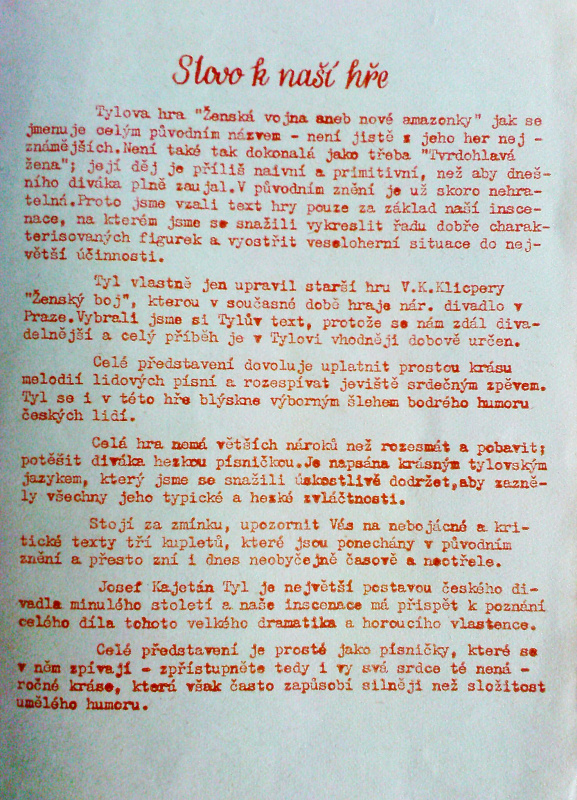 Slovo k naší hře
Tylova hra "Ženská vojna aneb nové amazonky" jak se
jmenuje celým původním názvem - není jistě z jeho her nej -
známějších.Není také tak dokonalá jako třeba "Tvrdohlavá
žena"; její děj je příliš naivní a primitivní, než aby dneš-
ního diváka plně zaujal.V původním znění je už skoro nehra-
telná.Proto jsme vzali text hry pouze za základ naší insce-
nace, na kterém jsme se snažili vykreslit řadu dobře charak-
terisovaných figurek a vyostřit veseloherní situace do nej-
větší účinnosti.
Tyl vlastně jen upravil starší hru V.K.Klicpery
"Ženský boj", kterou v současné době hraje nár. divadlo v
Praze.Vybrali jsme si Tylův text, protože se nám zdál diva-
delnější a celý příběh je v Tylovi vhodněji dobově určen.
Celé představení dovoluje uplatnit prostou krásu
melodií lidových písní a rozespívat jeviště srdečným zpěvem.
Tyl se i v této hře blýskne výborným šlehem bodrého humoru
českých lidí.
Celá hra nemá větších nároků než rozesmát a pobavit;
potěšit diváka hezkou písničkou.Je napsána krásným tylovským
jazykem, který jsme se snažili úzkostlivě dodržet,aby zazně-
ly všechny jeho typické a hezké zvláčtnosti.
Stojí za zmínku, upozornit Vás na nebojácné a kri-
tické texty tří kupletů, které jsou ponechány v původním
znění a přesto zní i dnes neobyčejně časově a neotřele.
Josef Kajetán Tyl je největší postavou českého di-
vadla minulého století a naše inscenace má přispět k poznání
celého díla tohoto velkého dramatika a horoucího vlastence.
Celé představení je prosté jako písničky, které se
v něm zpívají - zpřístupněte tedy i vy svá srdce té nená -
ročné kráse, která však často zapůsobí silněji než složitost
umělého humoru.